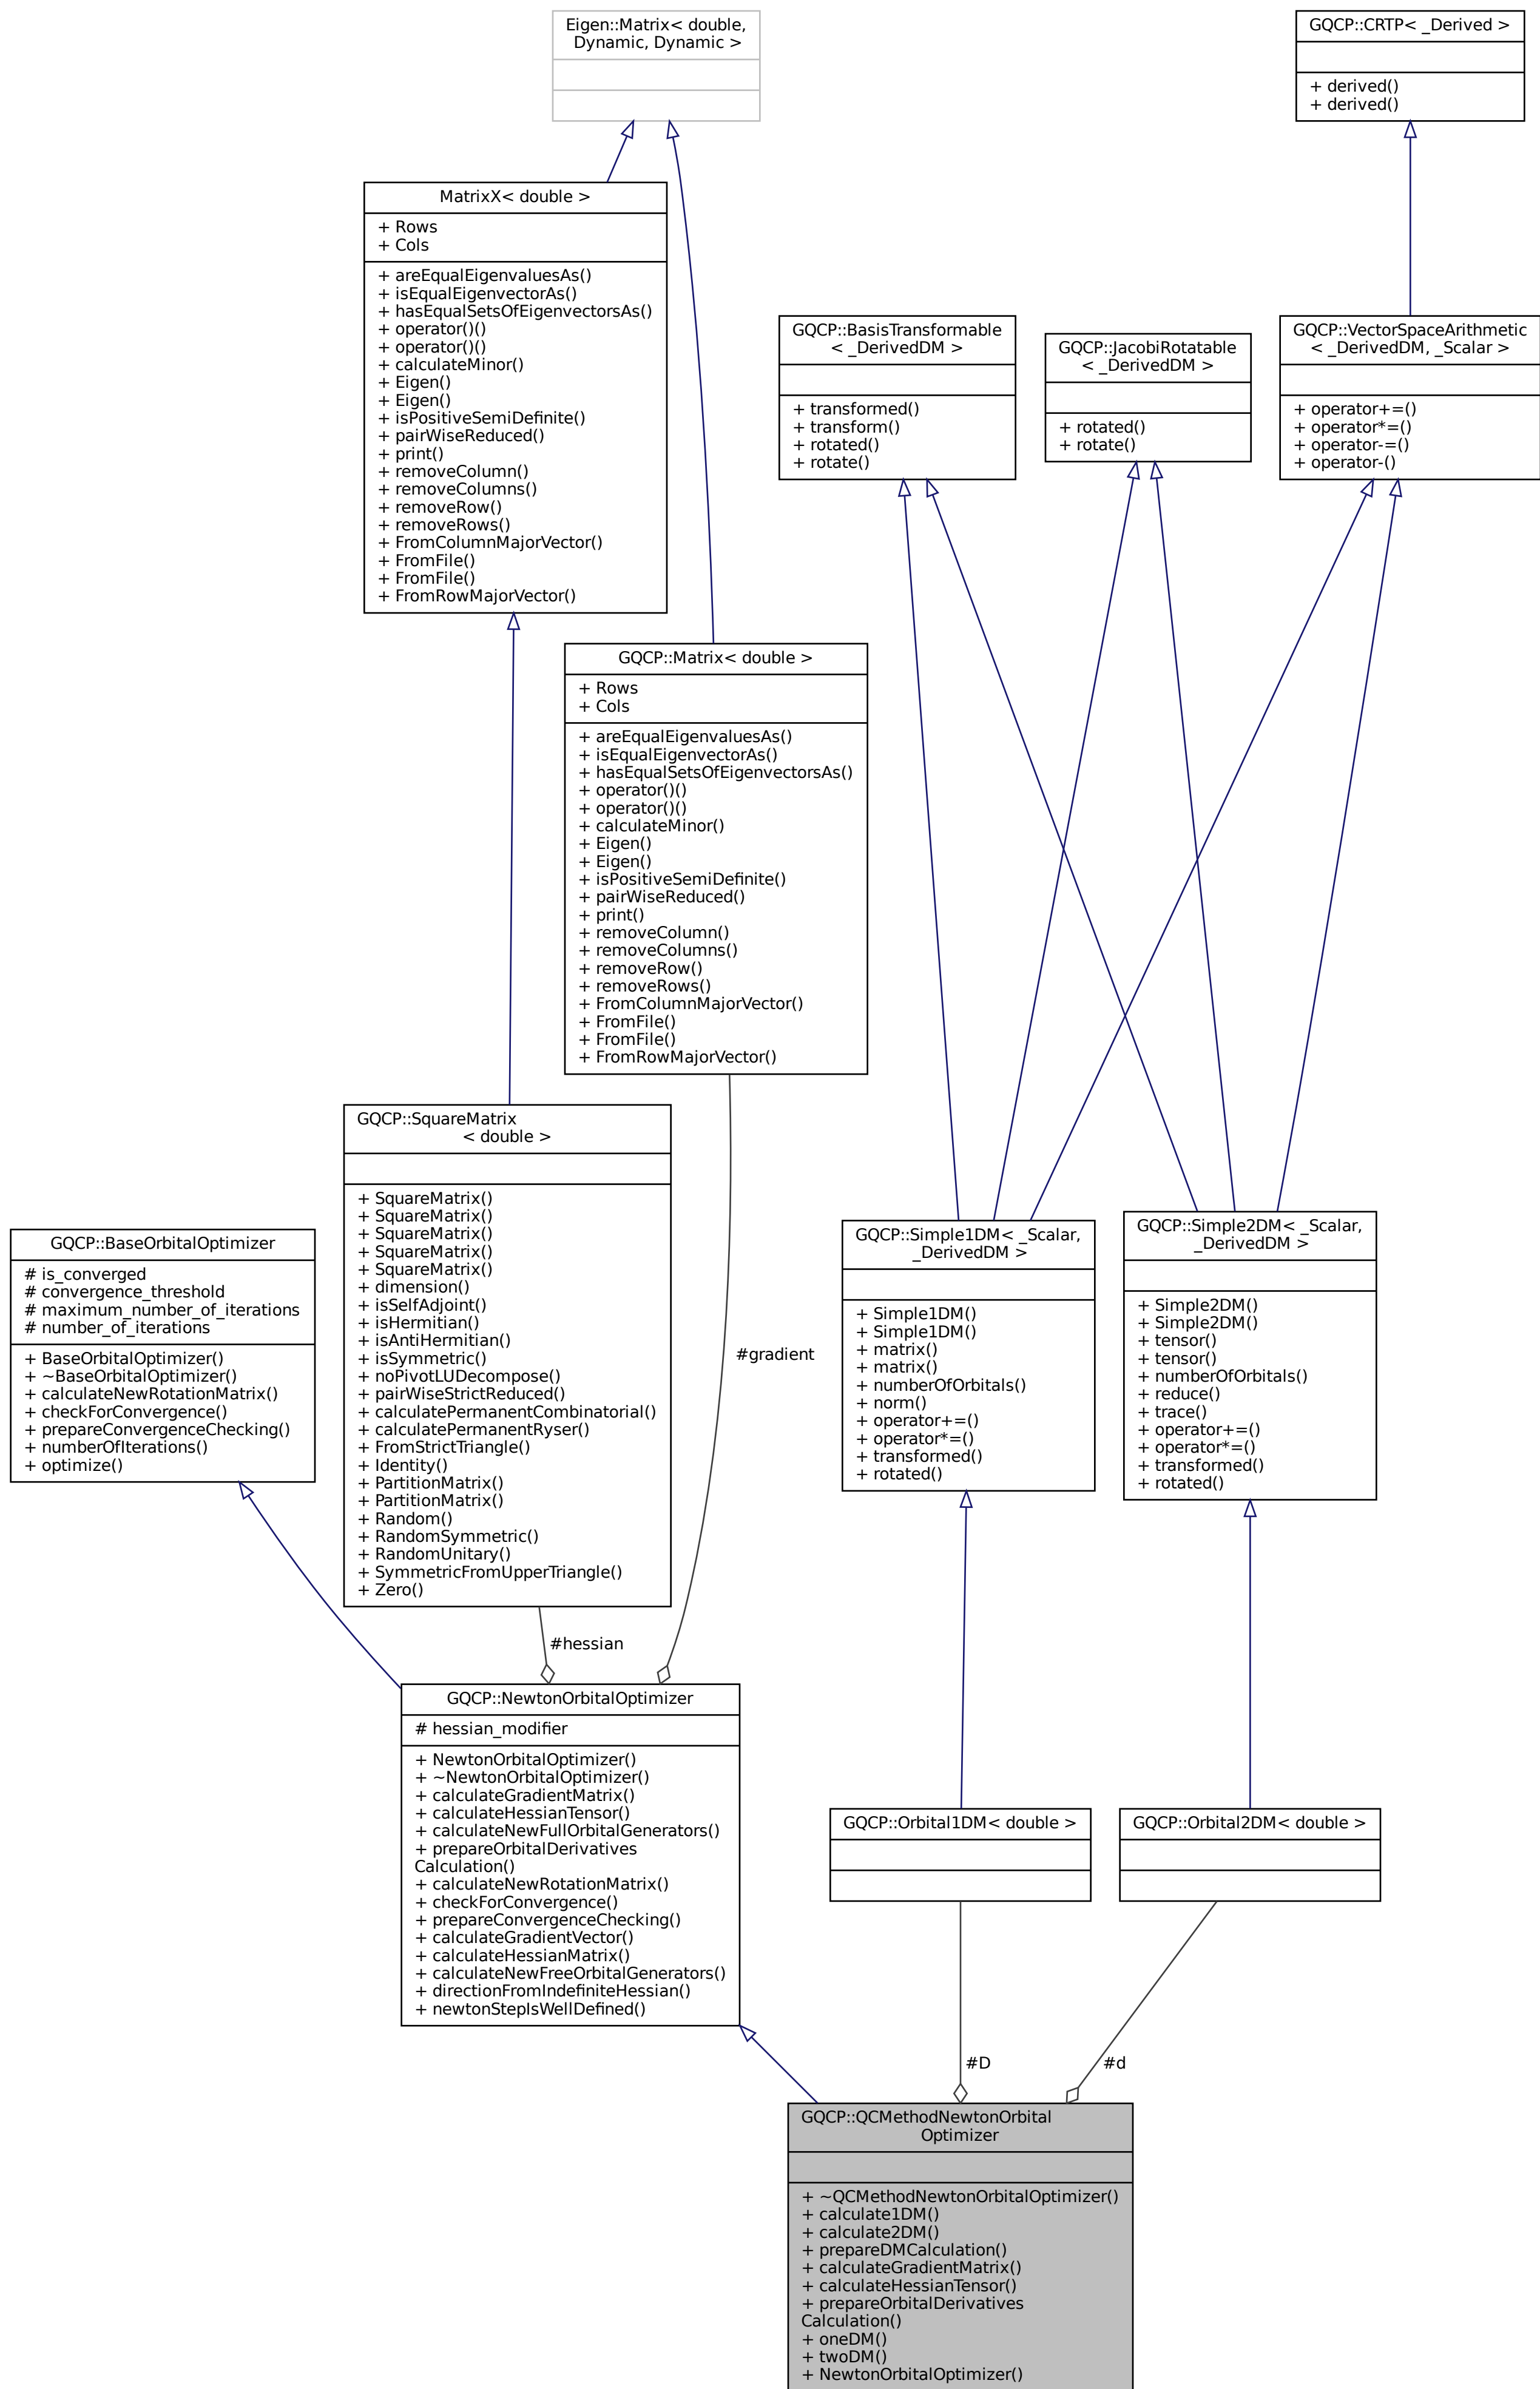 Eigen::Matrix< double,
Dynamic, Dynamic >
GQCP::CRTP< _Derived >
+ derived()
+ derived()
MatrixX< double >
+ Rows
+ Cols
+ areEqualEigenvaluesAs()
+ isEqualEigenvectorAs()
+ hasEqualSetsOfEigenvectorsAs()
+ operator()()
+ operator()()
+ calculateMinor()
+ Eigen()
+ Eigen()
+ isPositiveSemiDefinite()
+ pairWiseReduced()
+ print()
+ removeColumn()
+ removeColumns()
+ removeRow()
+ removeRows()
+ FromColumnMajorVector()
+ FromFile()
+ FromFile()
+ FromRowMajorVector()
GQCP::BasisTransformable
< _DerivedDM >
+ transformed()
+ transform()
+ rotated()
+ rotate()
GQCP::JacobiRotatable
< _DerivedDM >
+ rotated()
+ rotate()
GQCP::VectorSpaceArithmetic
< _DerivedDM, _Scalar >
+ operator+=()
+ operator*=()
+ operator-=()
+ operator-()
GQCP::Matrix< double >
+ Rows
+ Cols
+ areEqualEigenvaluesAs()
+ isEqualEigenvectorAs()
+ hasEqualSetsOfEigenvectorsAs()
+ operator()()
+ operator()()
+ calculateMinor()
+ Eigen()
+ Eigen()
+ isPositiveSemiDefinite()
+ pairWiseReduced()
+ print()
+ removeColumn()
+ removeColumns()
+ removeRow()
+ removeRows()
+ FromColumnMajorVector()
+ FromFile()
+ FromFile()
+ FromRowMajorVector()
GQCP::SquareMatrix
< double >
+ SquareMatrix()
+ SquareMatrix()
+ SquareMatrix()
+ SquareMatrix()
+ SquareMatrix()
+ dimension()
+ isSelfAdjoint()
+ isHermitian()
+ isAntiHermitian()
+ isSymmetric()
+ noPivotLUDecompose()
+ pairWiseStrictReduced()
+ calculatePermanentCombinatorial()
+ calculatePermanentRyser()
+ FromStrictTriangle()
+ Identity()
+ PartitionMatrix()
+ PartitionMatrix()
+ Random()
+ RandomSymmetric()
+ RandomUnitary()
+ SymmetricFromUpperTriangle()
+ Zero()
GQCP::BaseOrbitalOptimizer
# is_converged
# convergence_threshold
# maximum_number_of_iterations
# number_of_iterations
+ BaseOrbitalOptimizer()
+ ~BaseOrbitalOptimizer()
+ calculateNewRotationMatrix()
+ checkForConvergence()
+ prepareConvergenceChecking()
+ numberOfIterations()
+ optimize()
#gradient
GQCP::Simple1DM< _Scalar,
_DerivedDM >
+ Simple1DM()
+ Simple1DM()
+ matrix()
+ matrix()
+ numberOfOrbitals()
+ norm()
+ operator+=()
+ operator*=()
+ transformed()
+ rotated()
GQCP::Simple2DM< _Scalar,
_DerivedDM >
+ Simple2DM()
+ Simple2DM()
+ tensor()
+ tensor()
+ numberOfOrbitals()
+ reduce()
+ trace()
+ operator+=()
+ operator*=()
+ transformed()
+ rotated()
#hessian
GQCP::NewtonOrbitalOptimizer
# hessian_modifier
+ NewtonOrbitalOptimizer()
+ ~NewtonOrbitalOptimizer()
+ calculateGradientMatrix()
+ calculateHessianTensor()
+ calculateNewFullOrbitalGenerators()
+ prepareOrbitalDerivatives
Calculation()
+ calculateNewRotationMatrix()
+ checkForConvergence()
+ prepareConvergenceChecking()
+ calculateGradientVector()
+ calculateHessianMatrix()
+ calculateNewFreeOrbitalGenerators()
+ directionFromIndefiniteHessian()
+ newtonStepIsWellDefined()
GQCP::Orbital1DM< double >
GQCP::Orbital2DM< double >
#D
#d
GQCP::QCMethodNewtonOrbital
Optimizer
+ ~QCMethodNewtonOrbitalOptimizer()
+ calculate1DM()
+ calculate2DM()
+ prepareDMCalculation()
+ calculateGradientMatrix()
+ calculateHessianTensor()
+ prepareOrbitalDerivatives
Calculation()
+ oneDM()
+ twoDM()
+ NewtonOrbitalOptimizer()